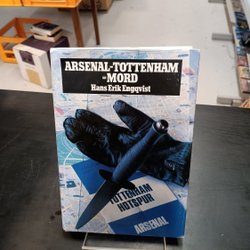 ARSENAL-TOTTENHAM
=MORD
Hans Erik Engqvist
TOTTENHAM
HOTSPUR
ARSENAL